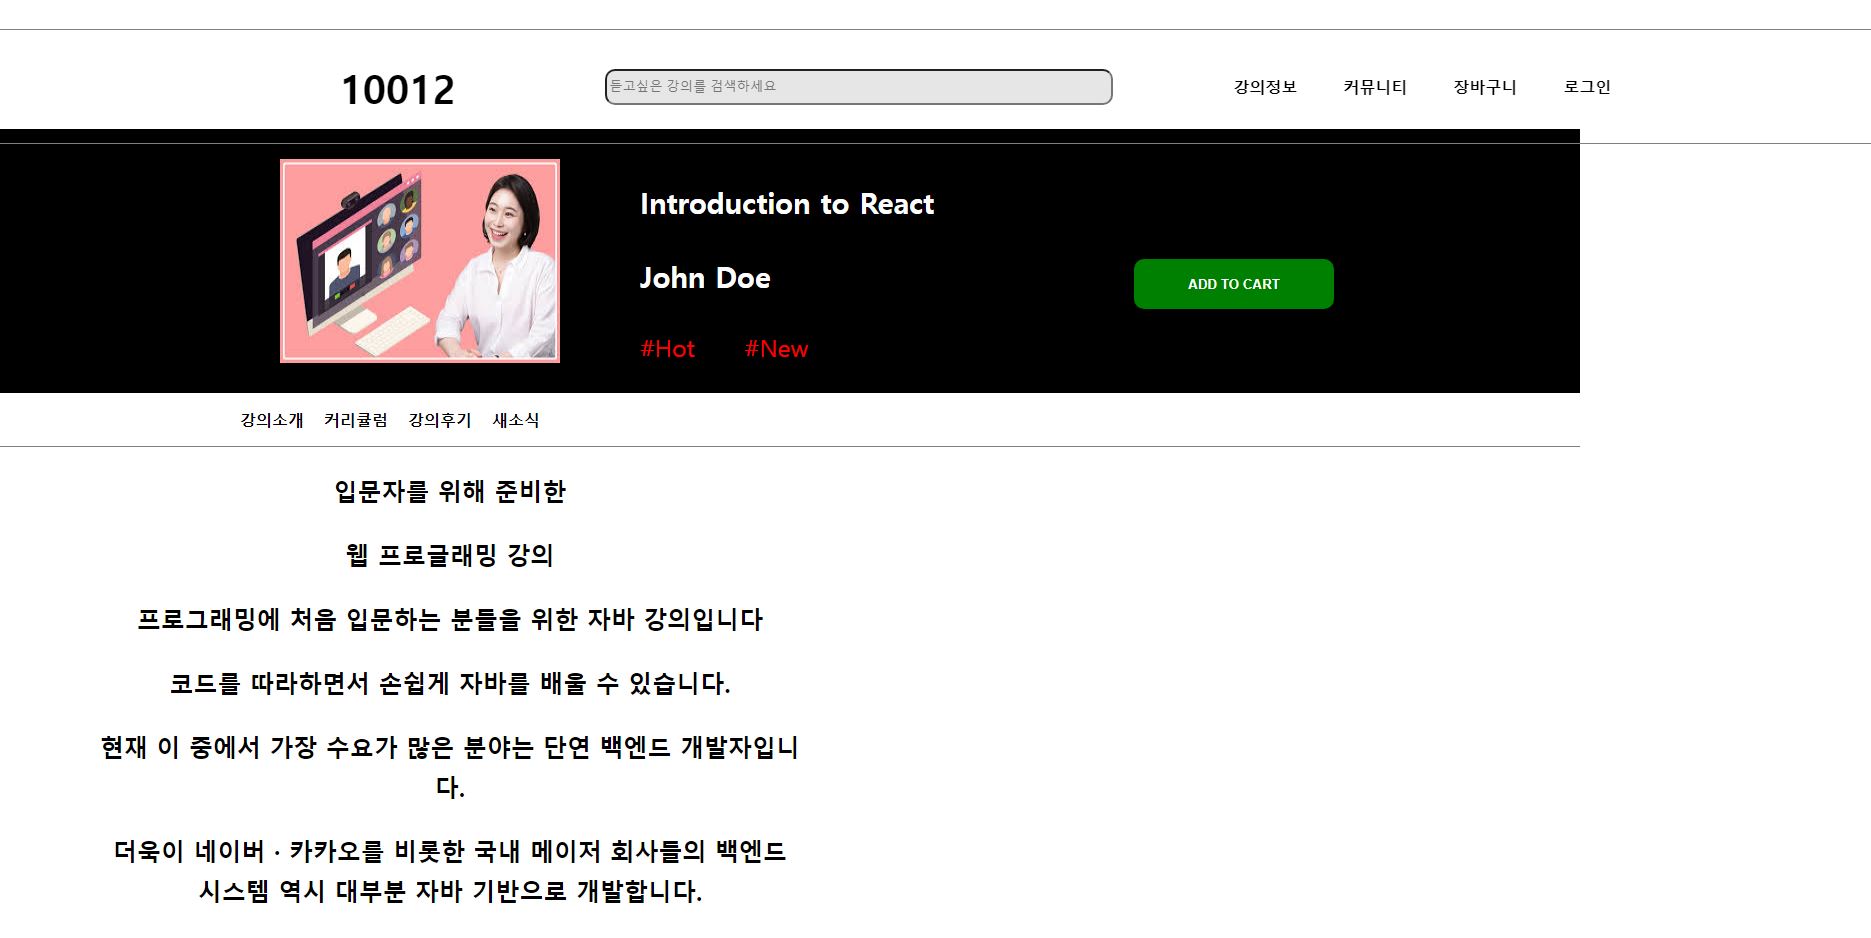 10012
듣고싶은 강의를 검색하세요
강의정보 커뮤니티 장바구니 로그인
Introduction to React
John Doe
ADD TO CART
#Hot #New
강의소개 커리큘럼 강의후기 새소식
입문자를 위해 준비한
웹 프로글래밍 강의
프로그래밍에 처음 입문하는 분들을 위한 자바 강의입니다
코드를 따라하면서 손쉽게 자바를 배울 수 있습니다.
현재 이 중에서 가장 수요가 많은 분야는 단연 백엔드 개발자입니
다.
더욱이 네이버 · 카카오를 비롯한 국내 메이저 회사들의 백엔드
시스템 역시 대부분 자바 기반으로 개발합니다.